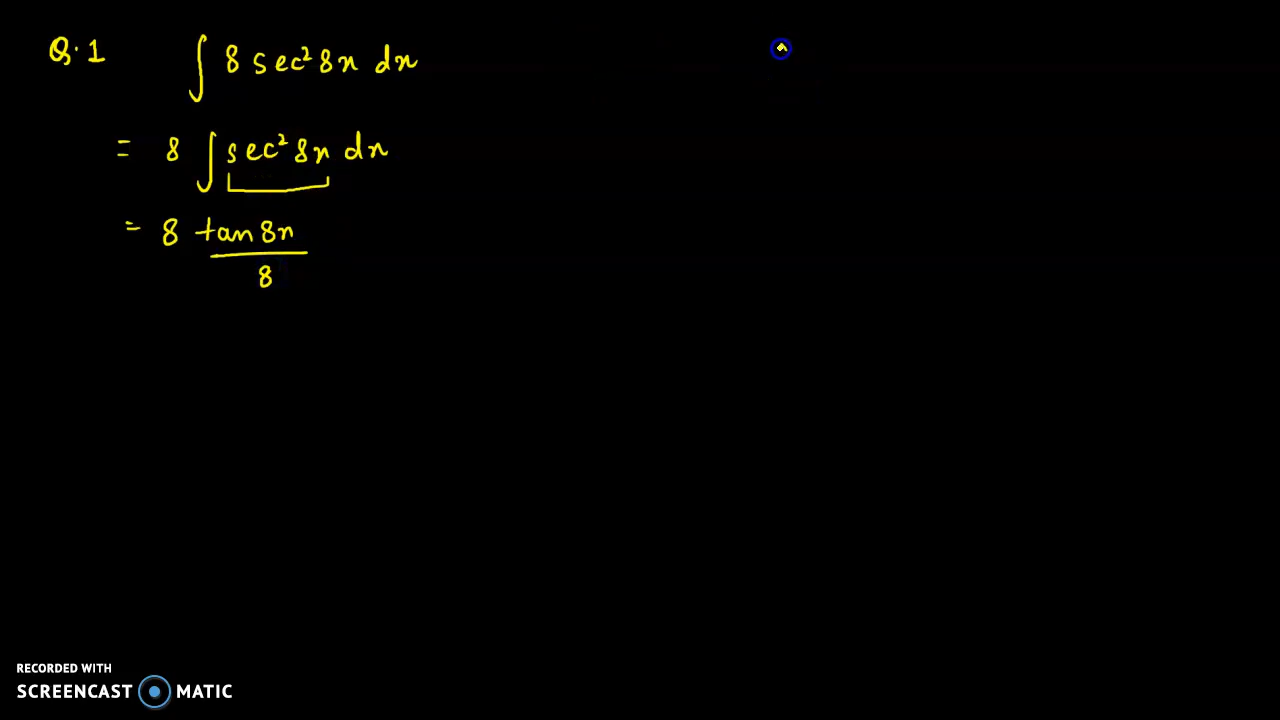 Q.1 ∫ 8 sec² 8x dx
= 8 ∫ sec² 8x dx
= 8 tan 8x
8
RECORDED WITH
SCREENCAST MATIC